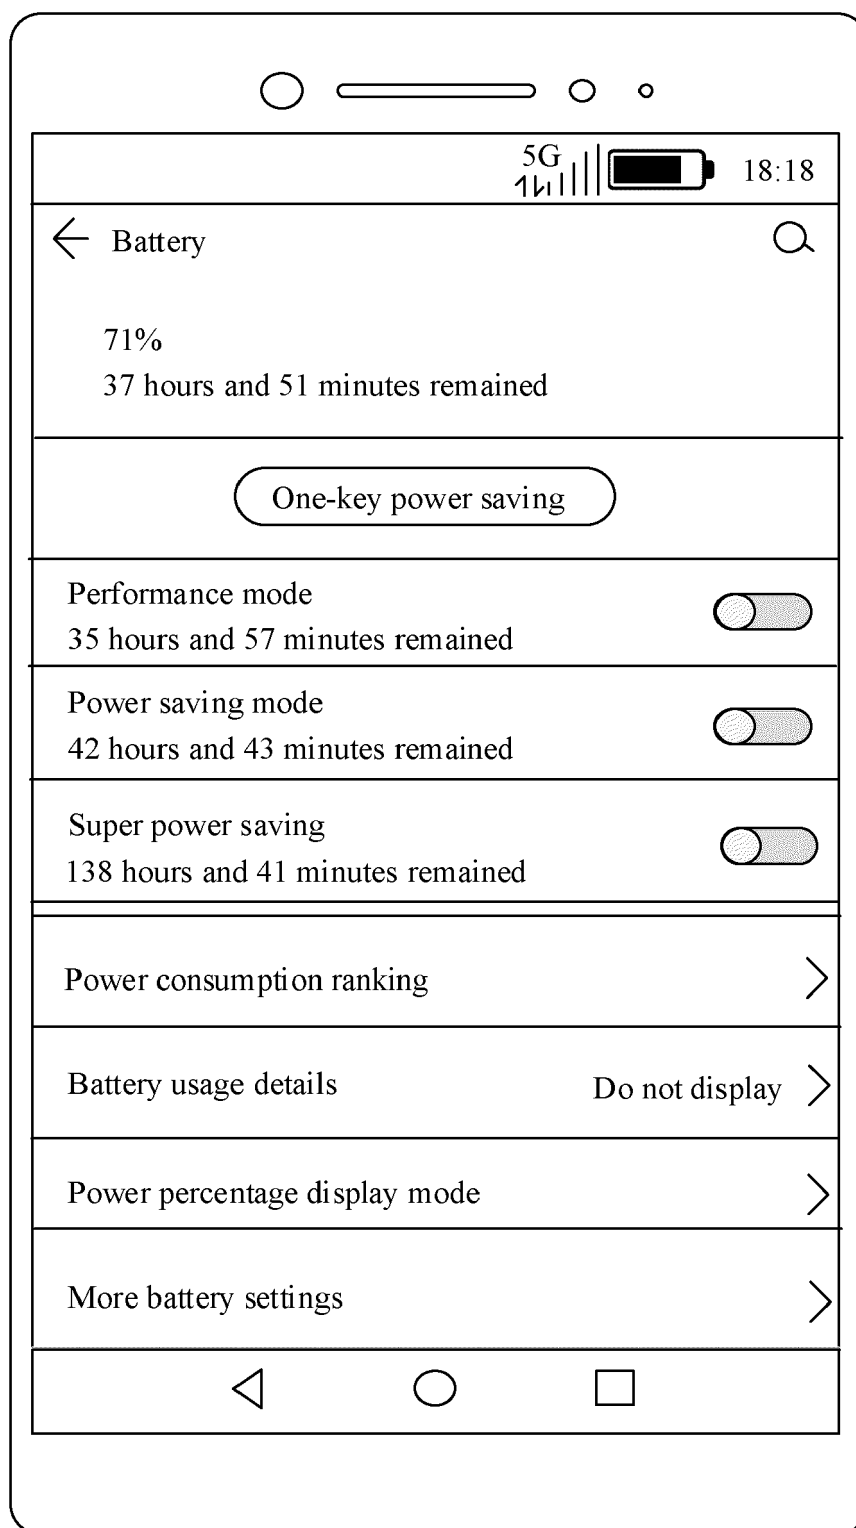 5G
18:18
Battery
71%
37 hours and 51 minutes remained
One-key power saving
Performance mode
35 hours and 57 minutes remained
Power saving mode
42 hours and 43 minutes remained
Super power saving
138 hours and 41 minutes remained
Power consumption ranking
Battery usage details Do not display
Power percentage display mode
More battery settings